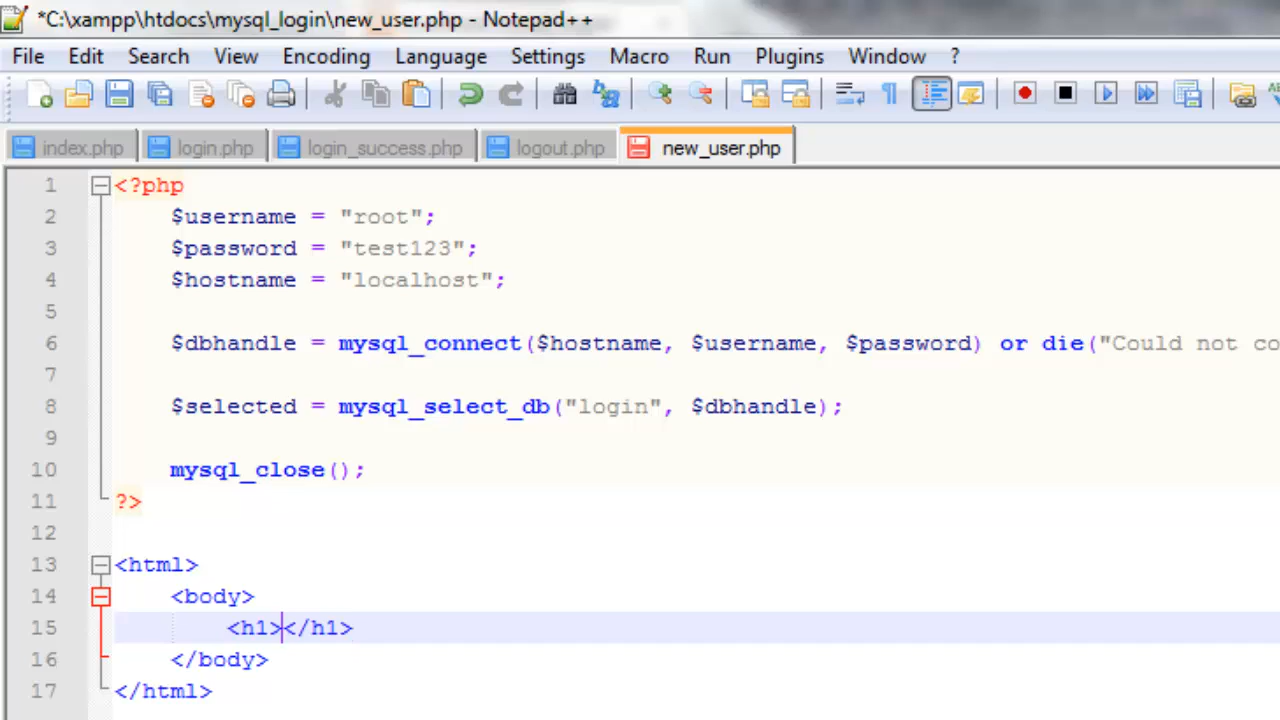 *C:\xampp\htdocs\mysql_login\new_user.php - Notepad++
File Edit Search View Encoding Language Settings Macro Run Plugins Window ?
index.php login.php login_success.php logout.php new_user.php
1 <?php
2 $username = "root";
3 $password = "test123";
4 $hostname = "localhost";
5
6 $dbhandle = mysql_connect($hostname, $username, $password) or die("Could not co
7
8 $selected = mysql_select_db("login", $dbhandle);
9
10 mysql_close();
11 ?>
12
13 <html>
14 <body>
15 <h1></h1>
16 </body>
17 </html>